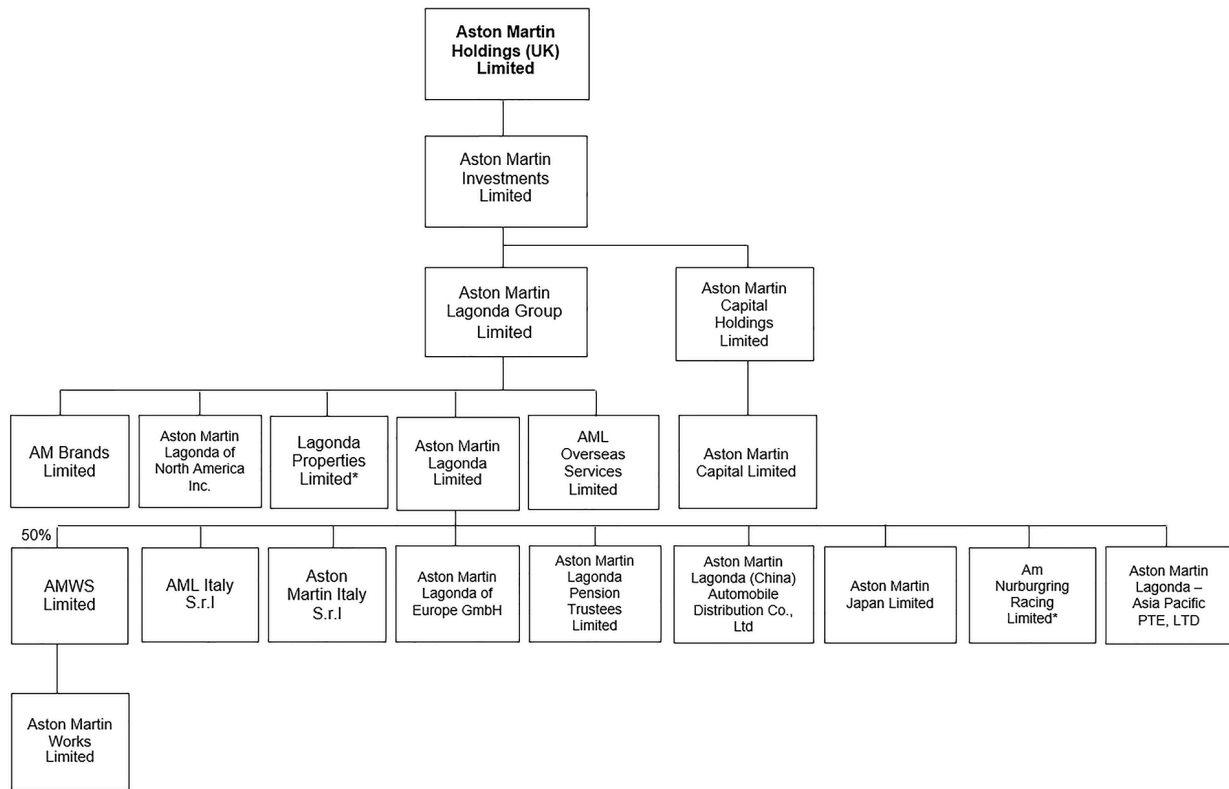 Aston Martin
Holdings (UK)
Limited
Aston Martin
Investments
Limited
Aston Martin
Lagonda Group
Limited
Aston Martin
Capital
Holdings
Limited
AM Brands
Limited
Aston Martin
Lagonda of
North America
Inc.
Lagonda
Properties
Limited*
Aston Martin
Lagonda
Limited
AML
Overseas
Services
Limited
Aston Martin
Capital Limited
50%
AMWS
Limited
AML Italy
S.r.l
Aston
Martin Italy
S.r.l
Aston Martin
Lagonda of
Europe GmbH
Aston Martin
Lagonda
Pension
Trustees
Limited
Aston Martin
Lagonda (China)
Automobile
Distribution Co.,
Ltd
Aston Martin
Japan Limited
Am
Nurburgring
Racing
Limited*
Aston Martin
Lagonda –
Asia Pacific
PTE, LTD
Aston Martin
Works
Limited